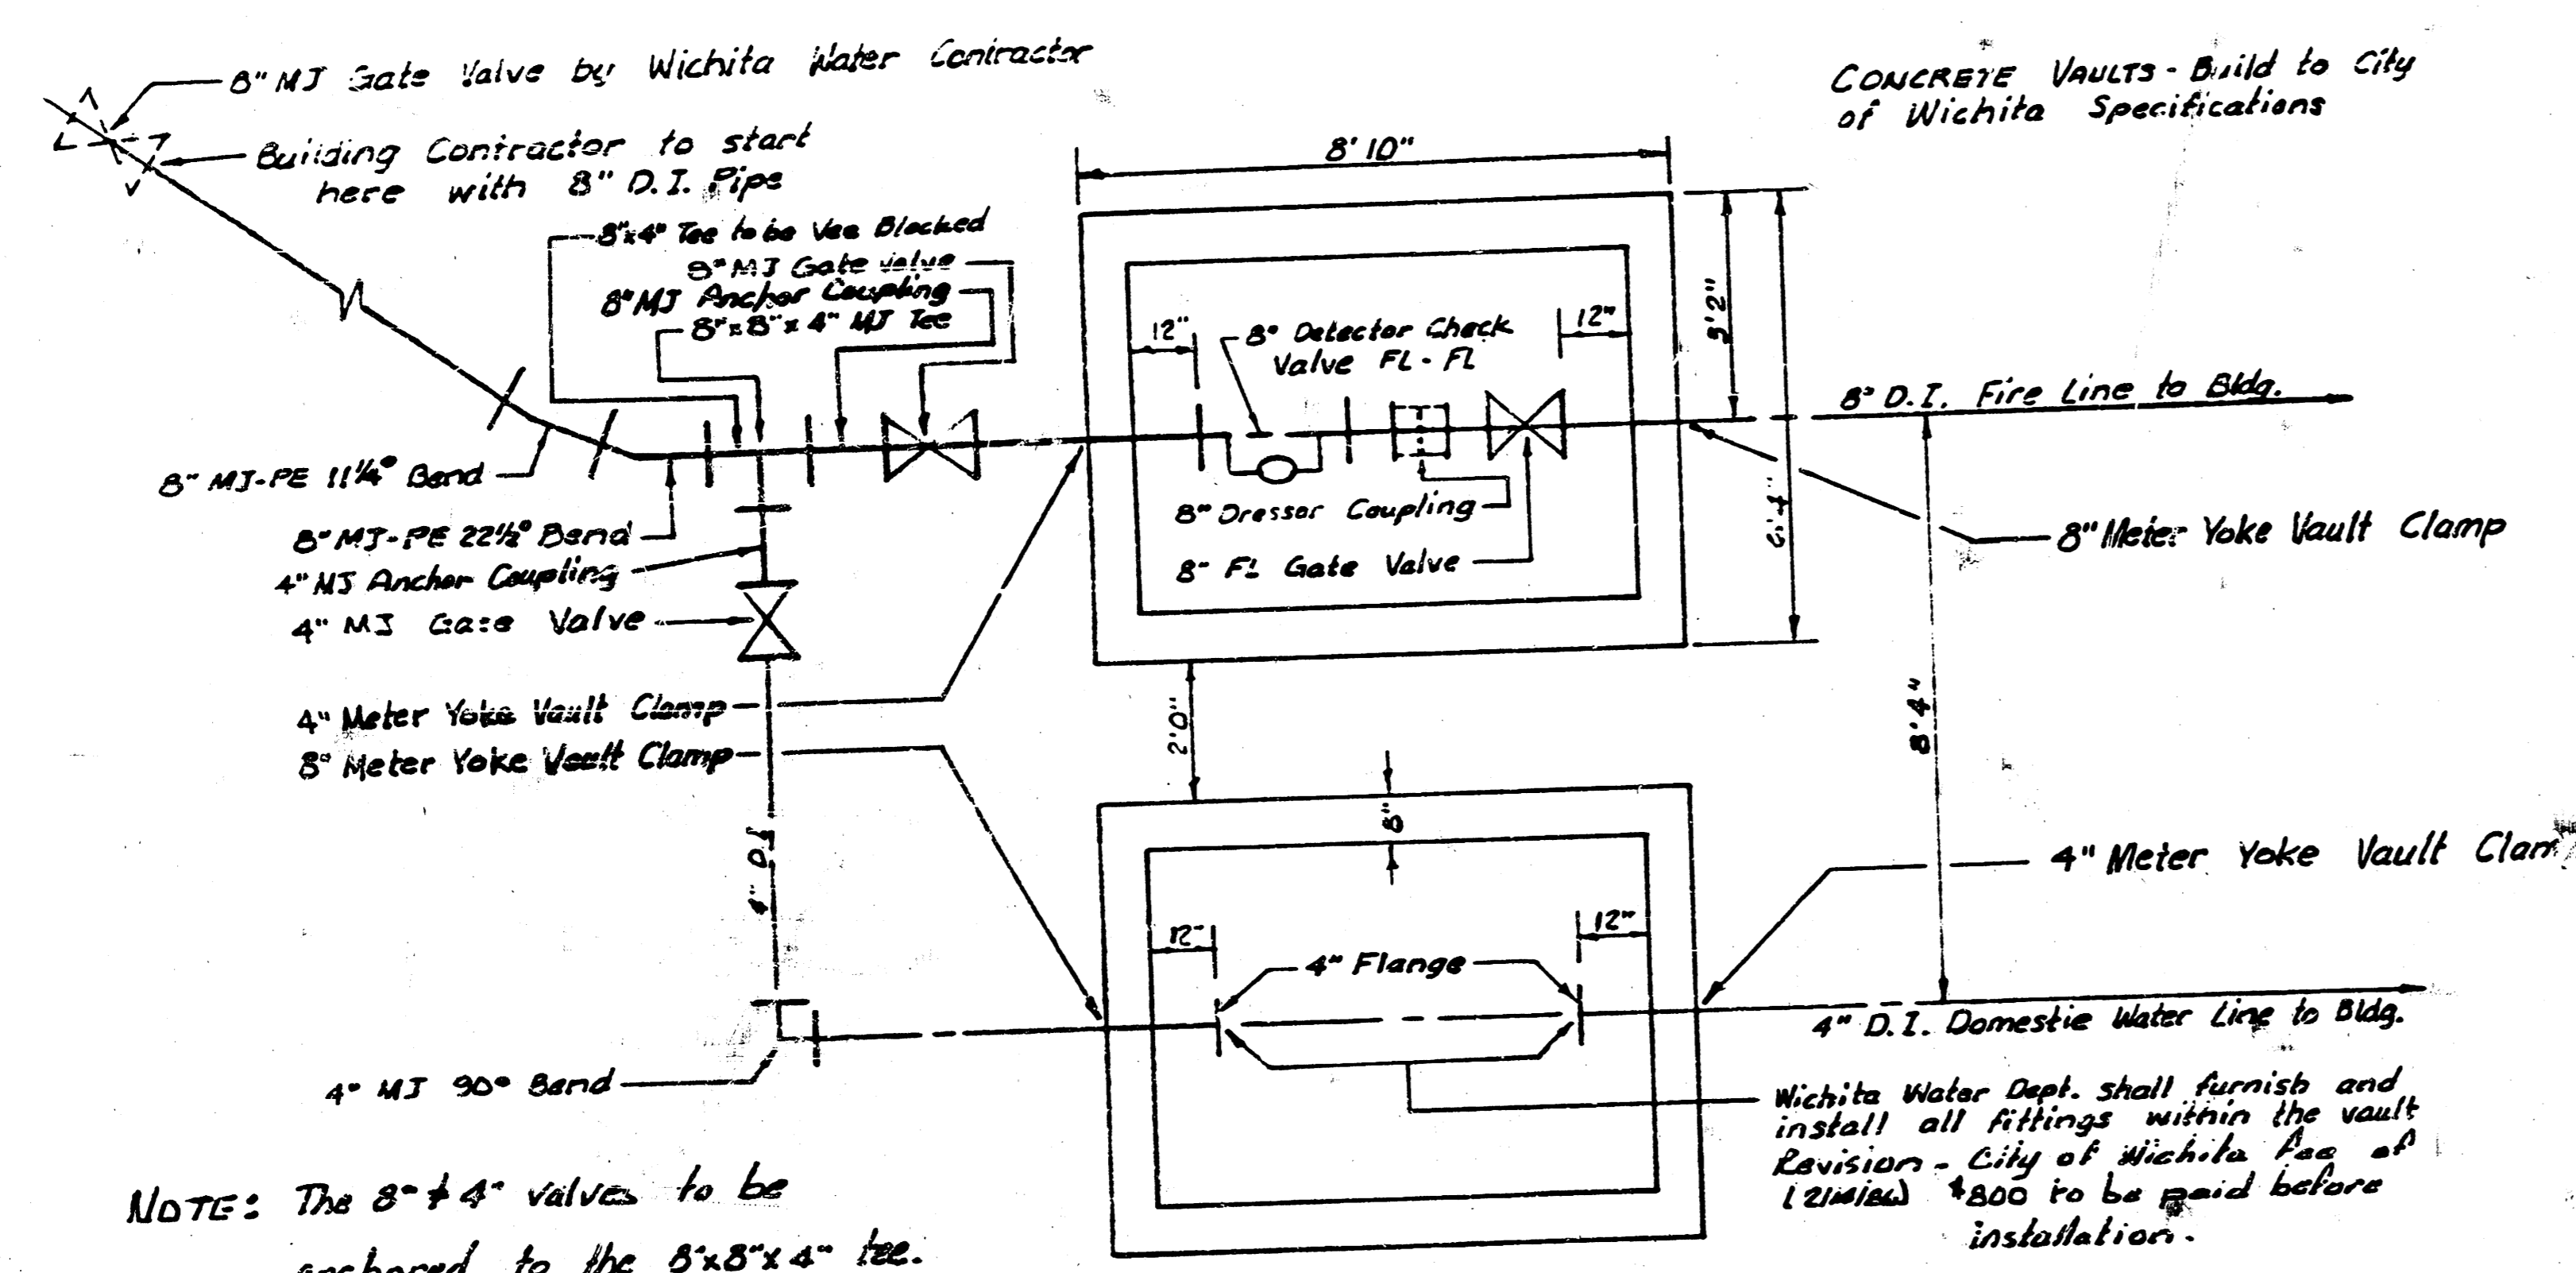 8" MJ Gate Valve by Wichita Water Contractor
Building Contractor to start
here with 8" D.I. Pipe
CONCRETE VAULTS - Build to City
of Wichita Specifications
8'10"
8"x4" Tee to be Vee Blocked
8" MJ Gate Valve
8" MJ Anchor Coupling
8"x8"x4" MJ Tee
12"
8" Detector Check
Valve FL-FL
12"
3'2"
6'4"
8" D.I. Fire Line to Bldg.
8" MJ-PE 11¼° Bend
8" MJ-PE 22½° Bend
4" MJ Anchor Coupling
4" MJ Gate Valve
8" Dressor Coupling
8" FL Gate Valve
8" Meter Yoke Vault Clamp
4" Meter Yoke Vault Clamp
8" Meter Yoke Vault Clamp
2'0"
8'4"
8"
4" D.I.
4" Meter Yoke Vault Clam
12"
12"
4" Flange
4" D.I. Domestic Water Line to Bldg.
4" MJ 90° Bend
Wichita Water Dept. shall furnish and
install all fittings within the vault
Revision - City of Wichita fee of
$800 to be paid before
installation.
NOTE: The 8" & 4" valves to be
anchored to the 8"x8"x4" tee.